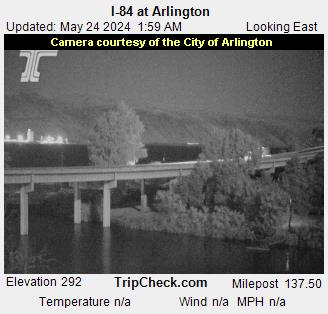 I-84 at Arlington
Updated: May 24 2024 1:59 AM Looking East
Camera courtesy of the City of Arlington
Elevation 292 TripCheck.com Milepost 137.50
Temperature n/a Wind n/a MPH n/a